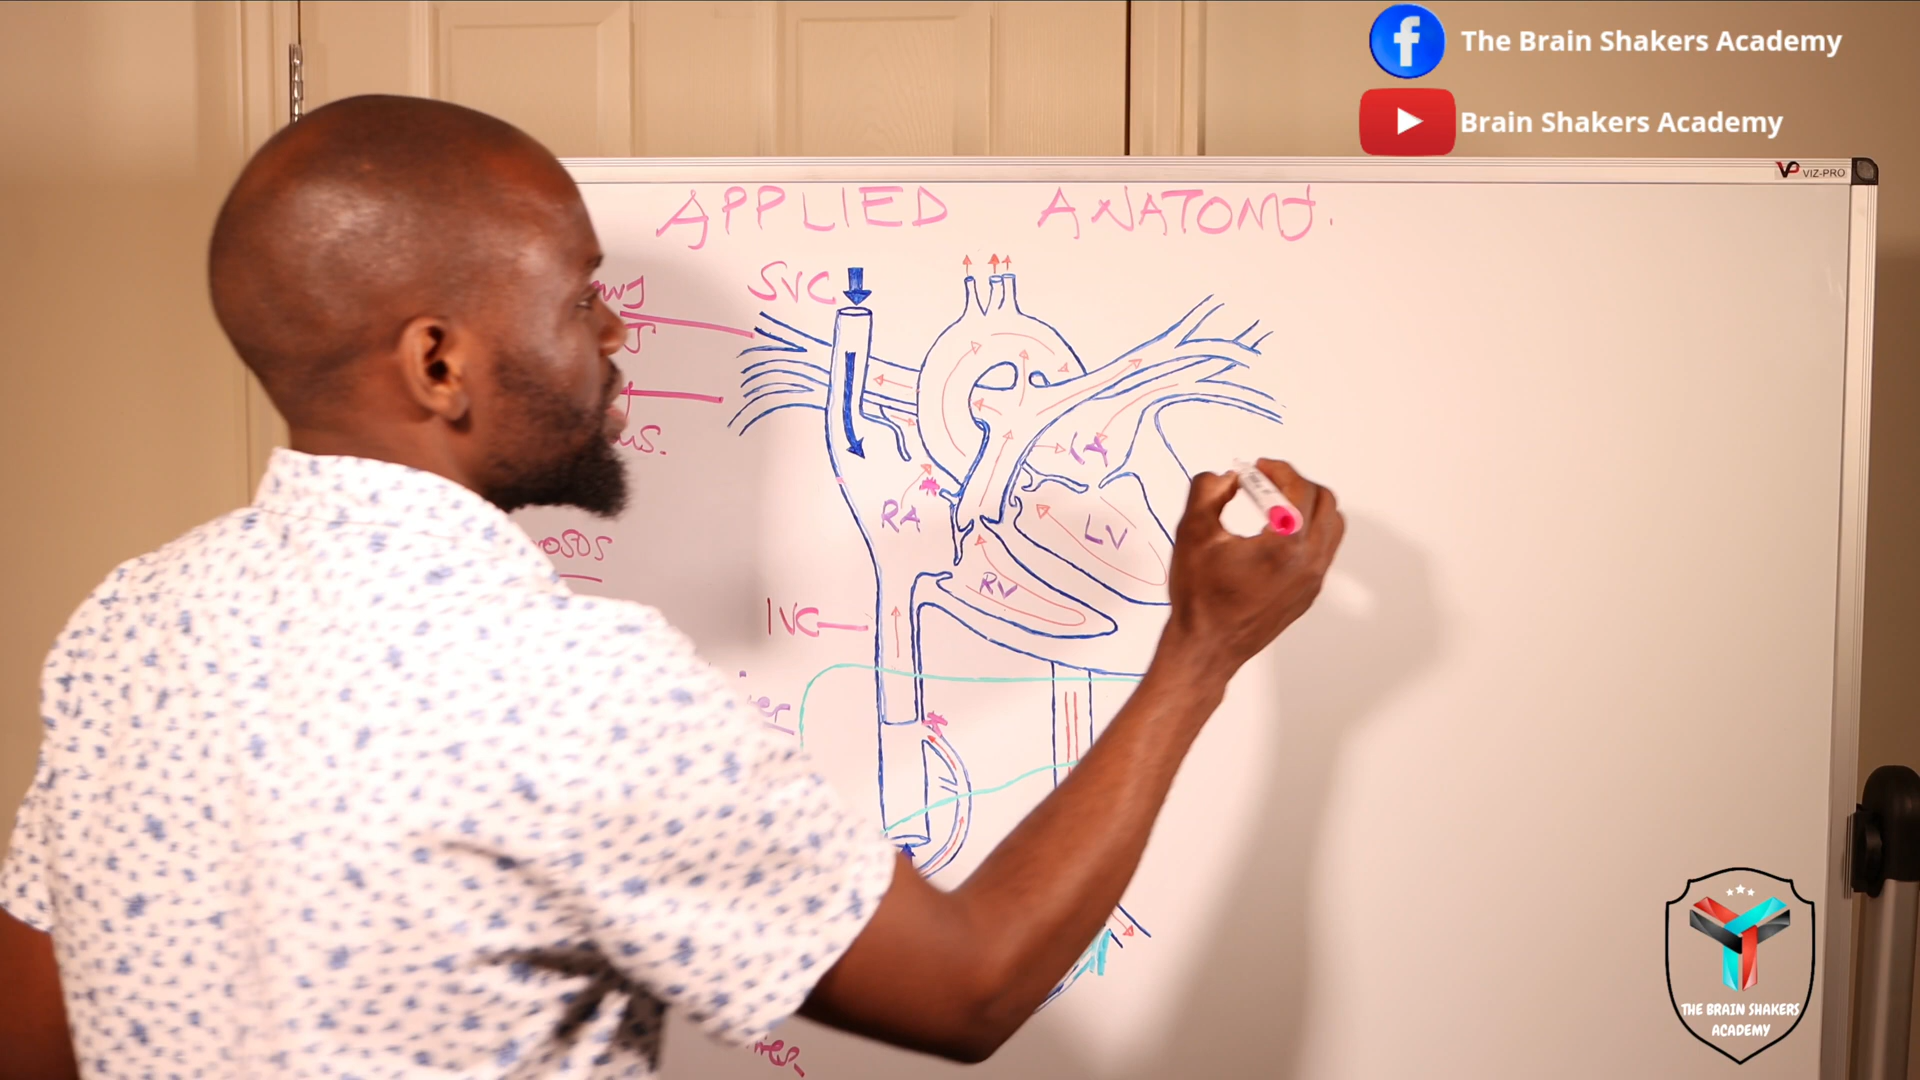 The Brain Shakers Academy
Brain Shakers Academy
VP VIZ-PRO
APPLIED ANATOMY.
SVC
LA
RA
LV
RV
IVC
THE BRAIN SHAKERS
ACADEMY